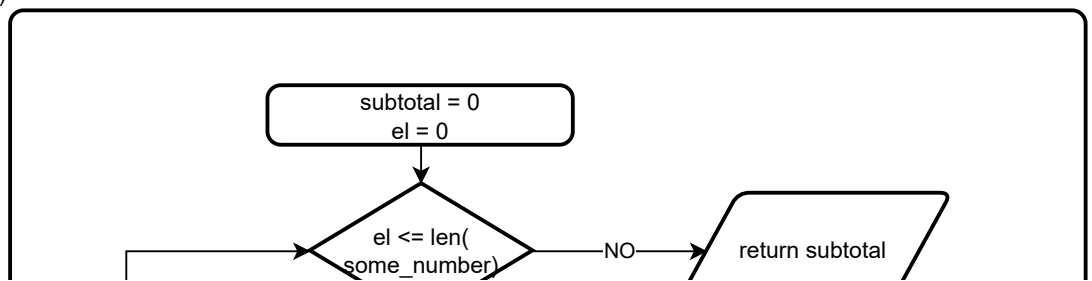 )
subtotal = 0
el = 0
el <= len(
some_number)
NO
return subtotal